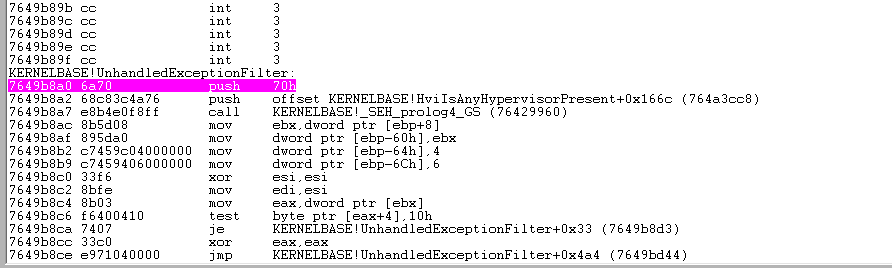 7649b89b cc int 3
7649b89c cc int 3
7649b89d cc int 3
7649b89e cc int 3
7649b89f cc int 3
KERNELBASE!UnhandledExceptionFilter:
7649b8a0 6a70 push 70h
7649b8a2 68c83c4a76 push offset KERNELBASE!HviIsAnyHypervisorPresent+0x166c (764a3cc8)
7649b8a7 e8b4e0f8ff call KERNELBASE!_SEH_prolog4_GS (76429960)
7649b8ac 8b5d08 mov ebx,dword ptr [ebp+8]
7649b8af 895da0 mov dword ptr [ebp-60h],ebx
7649b8b2 c7459c04000000 mov dword ptr [ebp-64h],4
7649b8b9 c7459406000000 mov dword ptr [ebp-6Ch],6
7649b8c0 33f6 xor esi,esi
7649b8c2 8bfe mov edi,esi
7649b8c4 8b03 mov eax,dword ptr [ebx]
7649b8c6 f6400410 test byte ptr [eax+4],10h
7649b8ca 7407 je KERNELBASE!UnhandledExceptionFilter+0x33 (7649b8d3)
7649b8cc 33c0 xor eax,eax
7649b8ce e971040000 jmp KERNELBASE!UnhandledExceptionFilter+0x4a4 (7649bd44)